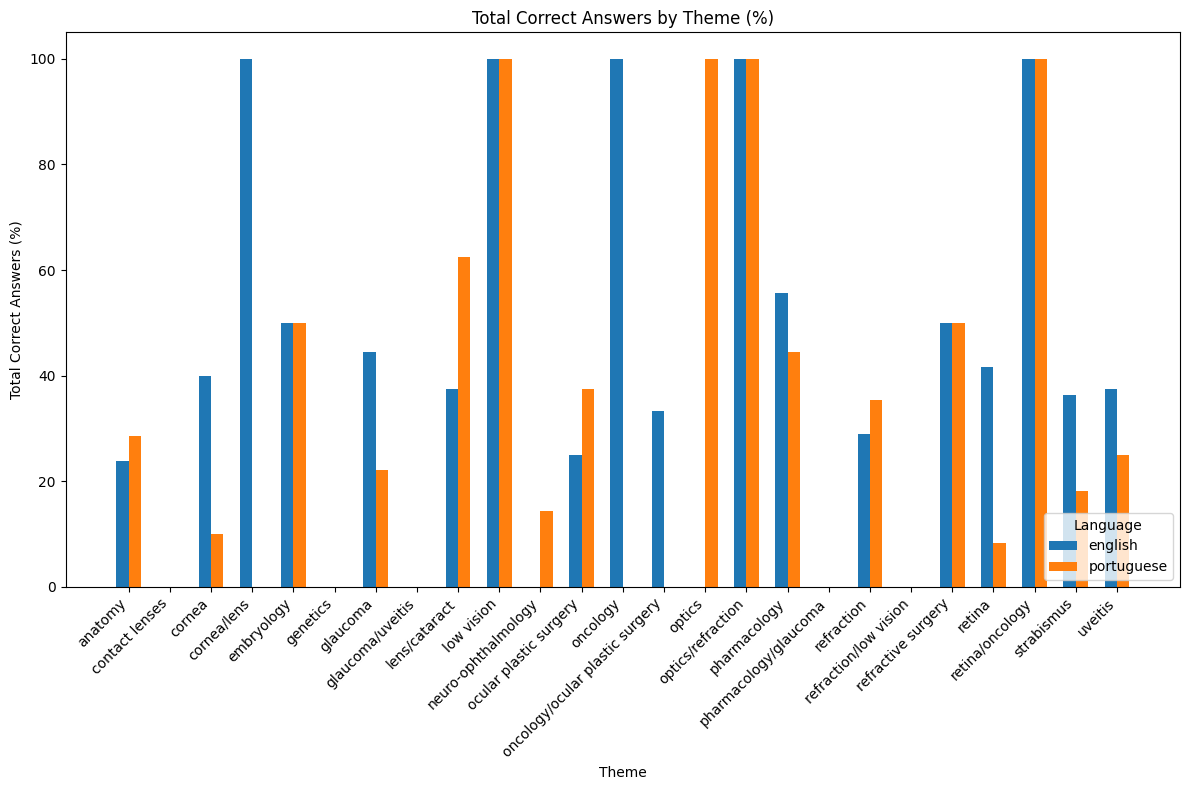 Total Correct Answers by Theme (%)
Total Correct Answers (%)
100
80
60
40
20
0
anatomy
contact lenses
cornea
cornea/lens
embryology
genetics
glaucoma
glaucoma/uveitis
lens/cataract
low vision
neuro-ophthalmology
ocular plastic surgery
oncology
oncology/ocular plastic surgery
optics
optics/refraction
pharmacology
pharmacology/glaucoma
refraction
refraction/low vision
refractive surgery
retina
retina/oncology
strabismus
uveitis
Theme
Language
english
portuguese